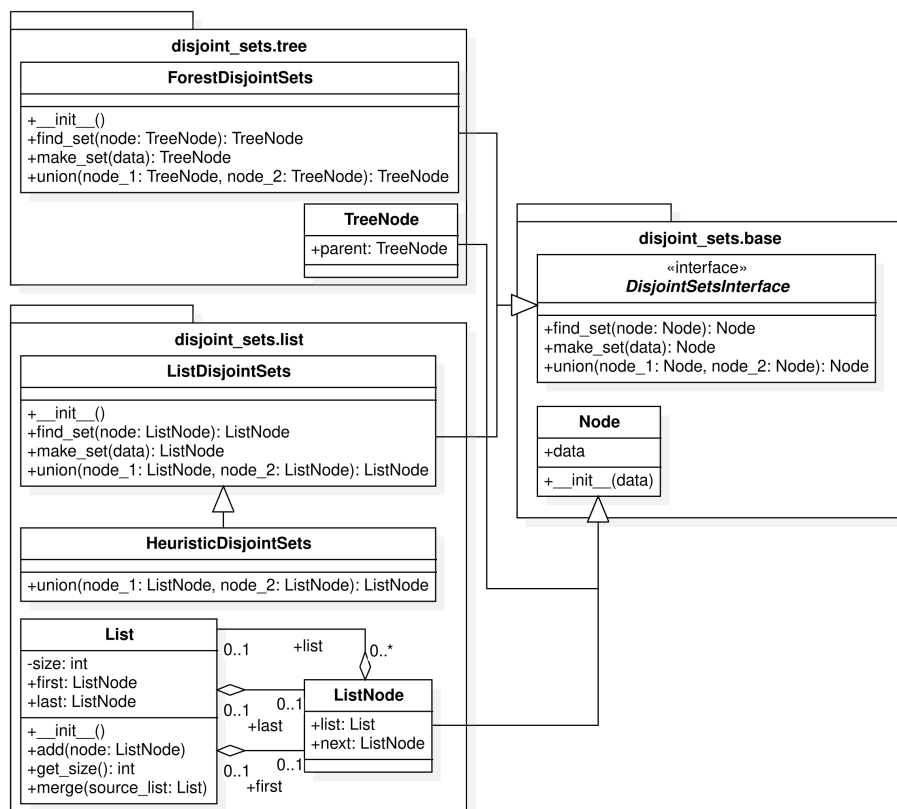 disjoint_sets.tree
ForestDisjointSets
+__init__()
+find_set(node: TreeNode): TreeNode
+make_set(data): TreeNode
+union(node_1: TreeNode, node_2: TreeNode): TreeNode
TreeNode
+parent: TreeNode
disjoint_sets.base
«interface»
DisjointSetsInterface
+find_set(node: Node): Node
+make_set(data): Node
+union(node_1: Node, node_2: Node): Node
Node
+data
+__init__(data)
disjoint_sets.list
ListDisjointSets
+__init__()
+find_set(node: ListNode): ListNode
+make_set(data): ListNode
+union(node_1: ListNode, node_2: ListNode): ListNode
HeuristicDisjointSets
+union(node_1: ListNode, node_2: ListNode): ListNode
List
-size: int
+first: ListNode
+last: ListNode
+__init__()
+add(node: ListNode)
+get_size(): int
+merge(source_list: List)
0..1
+list
0..*
0..1
0..1
+last
0..1
0..1
+first
ListNode
+list: List
+next: ListNode